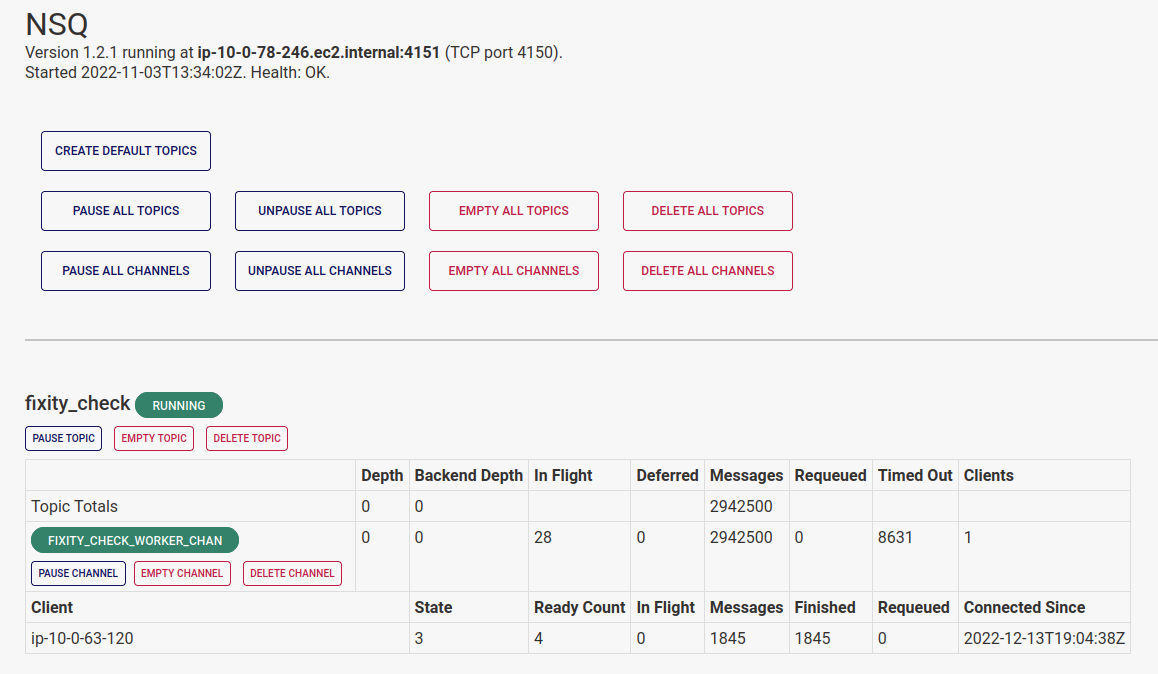 NSQ
Version 1.2.1 running at ip-10-0-78-246.ec2.internal:4151 (TCP port 4150).
Started 2022-11-03T13:34:02Z. Health: OK.
CREATE DEFAULT TOPICS
PAUSE ALL TOPICS UNPAUSE ALL TOPICS EMPTY ALL TOPICS DELETE ALL TOPICS
PAUSE ALL CHANNELS UNPAUSE ALL CHANNELS EMPTY ALL CHANNELS DELETE ALL CHANNELS
fixity_check RUNNING
PAUSE TOPIC EMPTY TOPIC DELETE TOPIC
Depth Backend Depth In Flight Deferred Messages Requeued Timed Out Clients
Topic Totals 0 0 2942500
FIXITY_CHECK_WORKER_CHAN 0 0 28 0 2942500 0 8631 1
PAUSE CHANNEL EMPTY CHANNEL DELETE CHANNEL
Client State Ready Count In Flight Messages Finished Requeued Connected Since
ip-10-0-63-120 3 4 0 1845 1845 0 2022-12-13T19:04:38Z